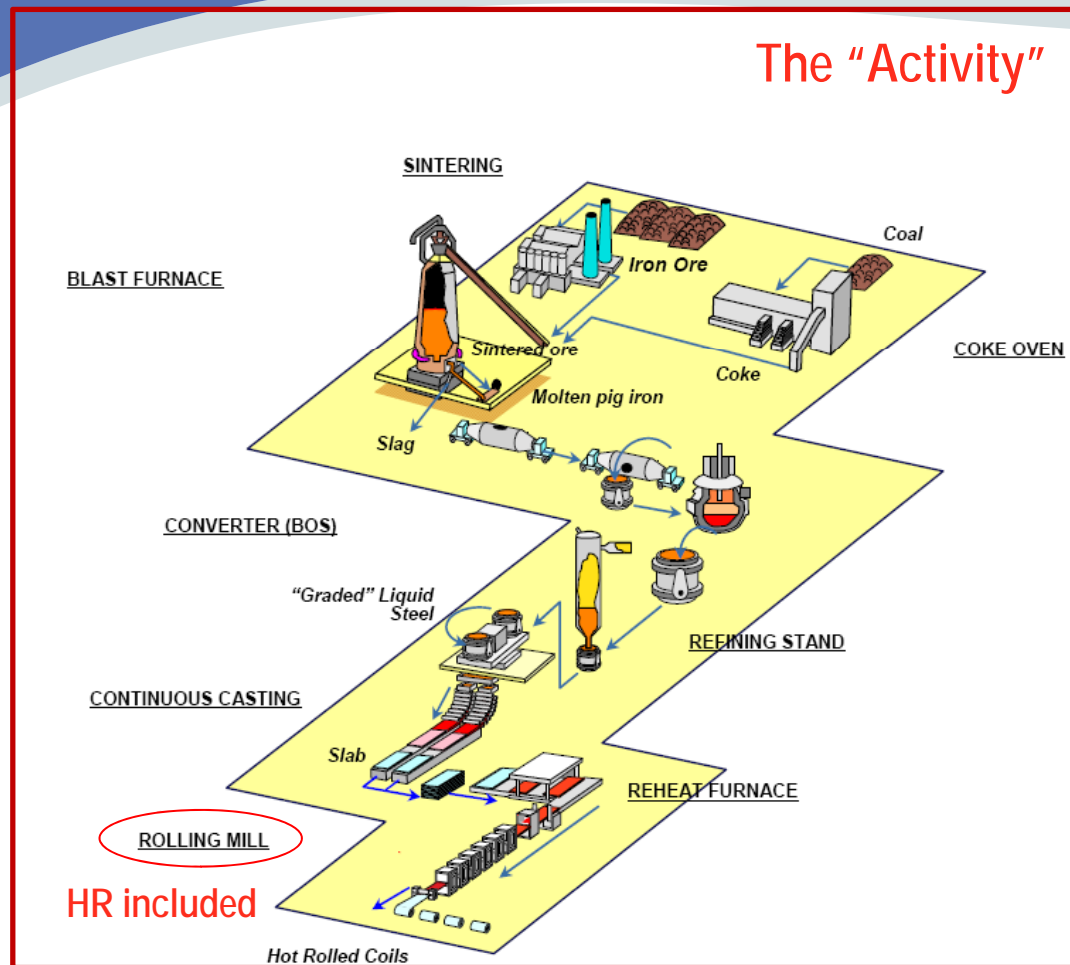 The “Activity”
SINTERING
Coal
BLAST FURNACE
Iron Ore
COKE OVEN
Sintered ore
Coke
Molten pig iron
Slag
CONVERTER (BOS)
“Graded” Liquid
Steel
REFINING STAND
CONTINUOUS CASTING
Slab
REHEAT FURNACE
ROLLING MILL
HR included
Hot Rolled Coils